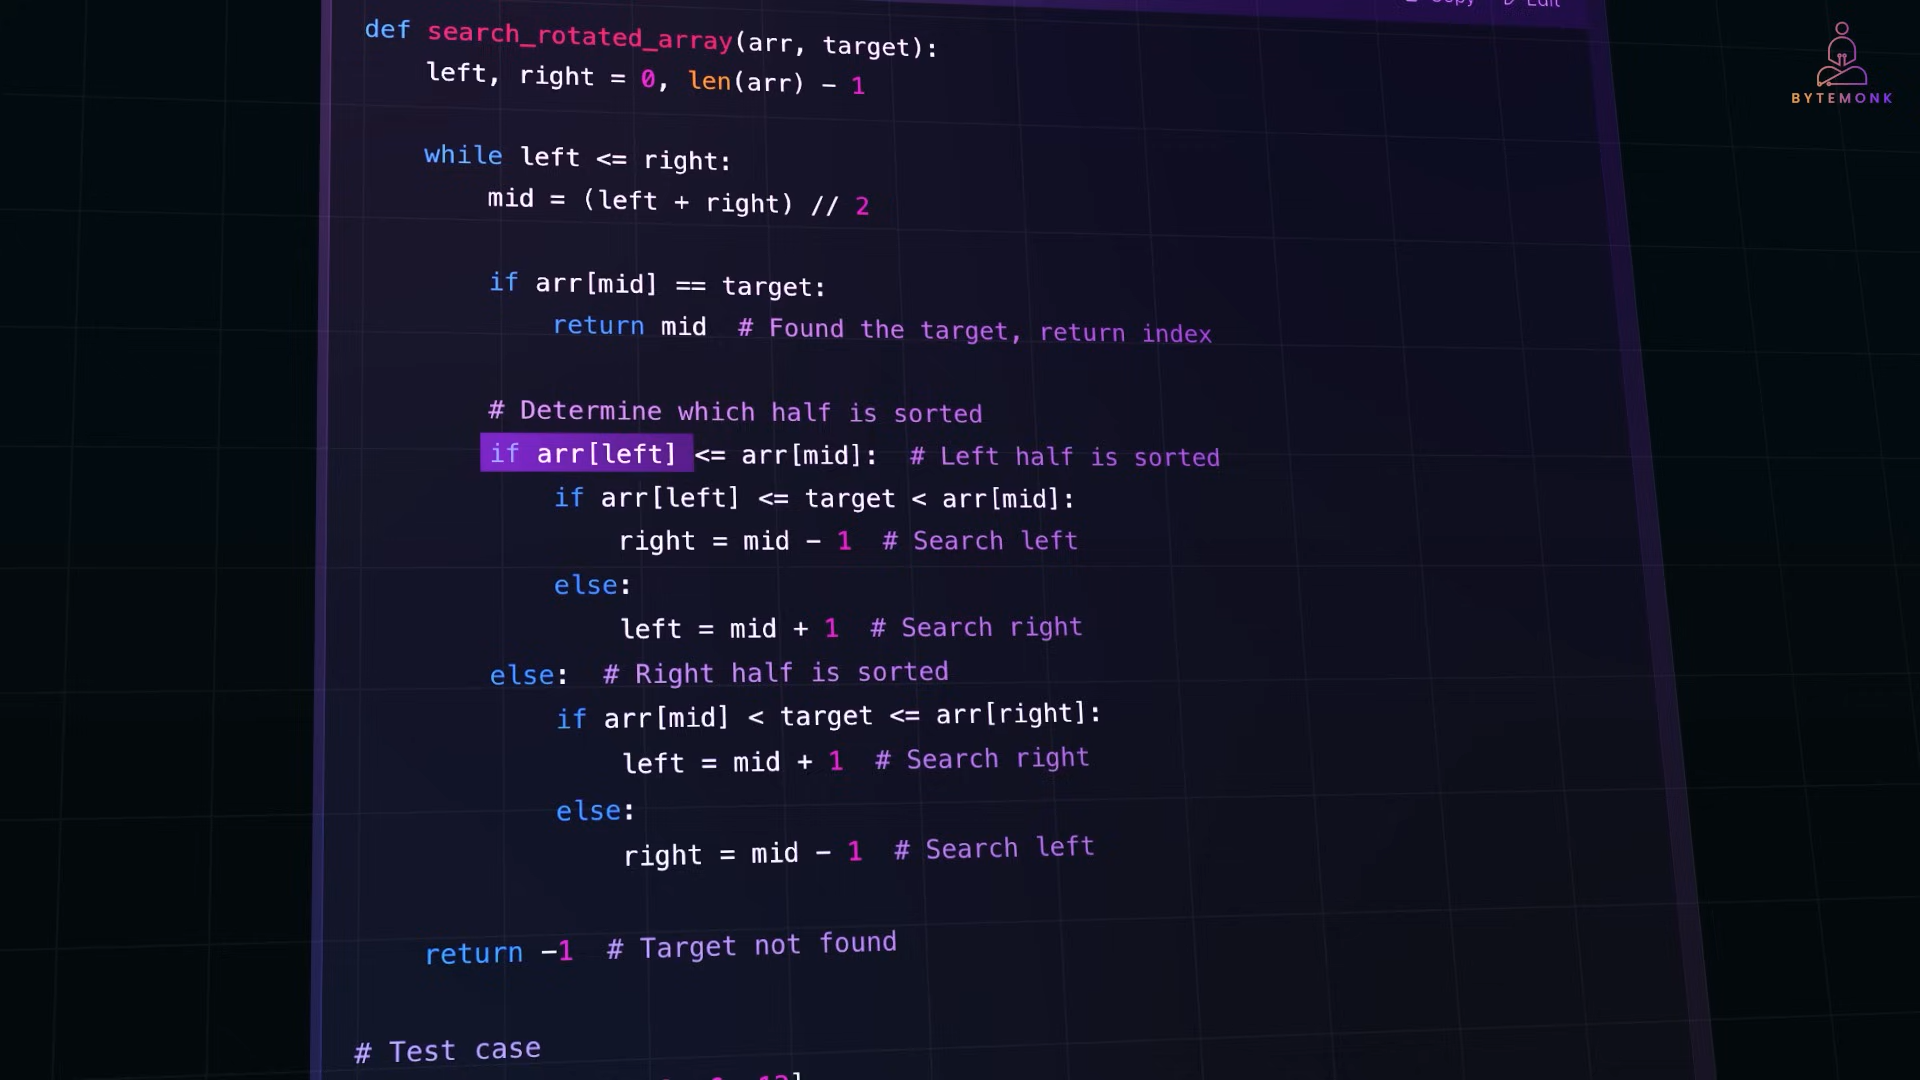 Copy Edit
def search_rotated_array(arr, target):
left, right = 0, len(arr) − 1
while left <= right:
mid = (left + right) // 2
if arr[mid] == target:
return mid # Found the target, return index
# Determine which half is sorted
if arr[left] <= arr[mid]: # Left half is sorted
if arr[left] <= target < arr[mid]:
right = mid − 1 # Search left
else:
left = mid + 1 # Search right
else: # Right half is sorted
if arr[mid] < target <= arr[right]:
left = mid + 1 # Search right
else:
right = mid − 1 # Search left
return −1 # Target not found
# Test case
BYTEMONK